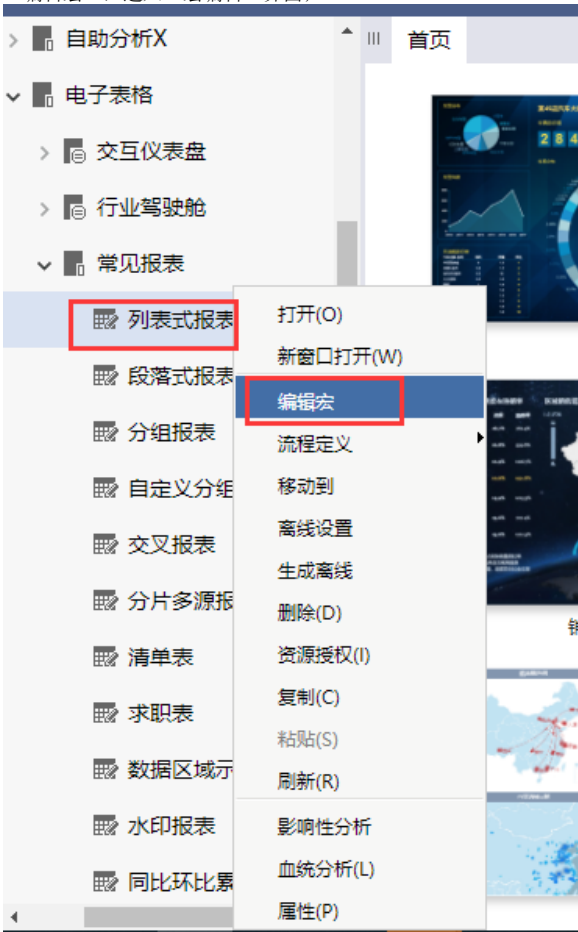 自助分析X
首页
电子表格
交互仪表盘
行业驾驶舱
常见报表
列表式报表
段落式报表
分组报表
自定义分组
交叉报表
分片多源报
清单表
求职表
数据区域示
水印报表
同比环比累
打开(O)
新窗口打开(W)
编辑宏
流程定义
移动到
离线设置
生成离线
删除(D)
资源授权(I)
复制(C)
粘贴(S)
刷新(R)
影响性分析
血统分析(L)
属性(P)
2 8 4